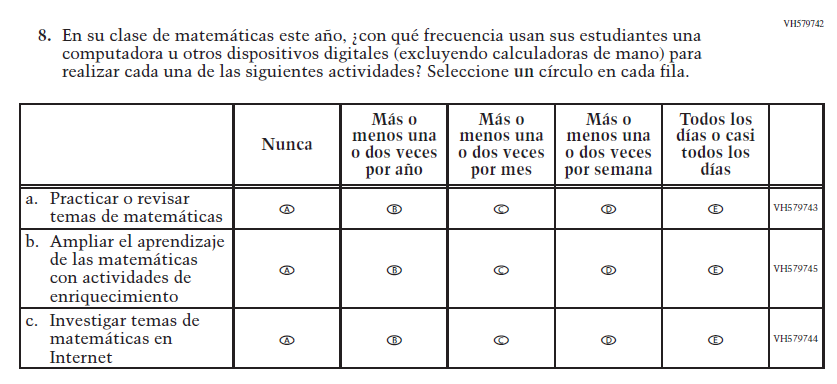 VH579742
8. En su clase de matemáticas este año, ¿con qué frecuencia usan sus estudiantes una
computadora u otros dispositivos digitales (excluyendo calculadoras de mano) para
realizar cada una de las siguientes actividades? Seleccione un círculo en cada fila.
Nunca
Más o
menos una
o dos veces
por año
Más o
menos una
o dos veces
por mes
Más o
menos una
o dos veces
por semana
Todos los
días o casi
todos los
días
a. Practicar o revisar
temas de matemáticas
A B C D E VH579743
b. Ampliar el aprendizaje
de las matemáticas
con actividades de
enriquecimiento
A B C D E VH579745
c. Investigar temas de
matemáticas en
Internet
A B C D E VH579744